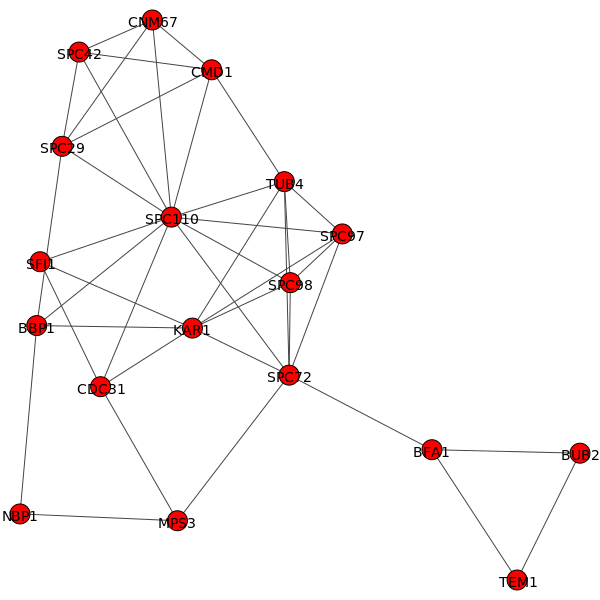 CNM67
SPC42
CMD1
SPC29
TUB4
SPC110
SPC97
SFI1
SPC98
BBP1
KAR1
SPC72
CDC31
BFA1
BUB2
NBP1
MPS3
TEM1